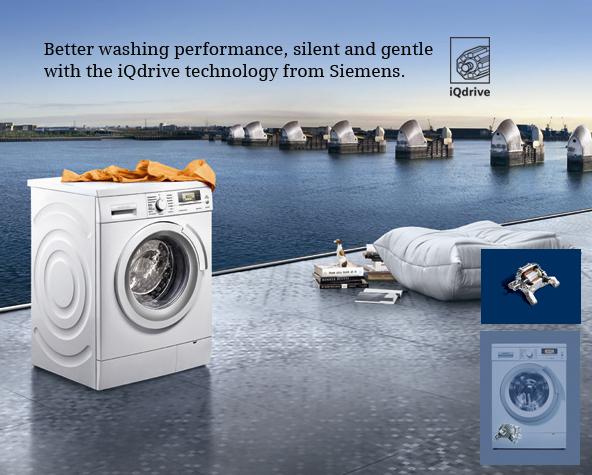 Better washing performance, silent and gentle
with the iQdrive technology from Siemens.
iQdrive